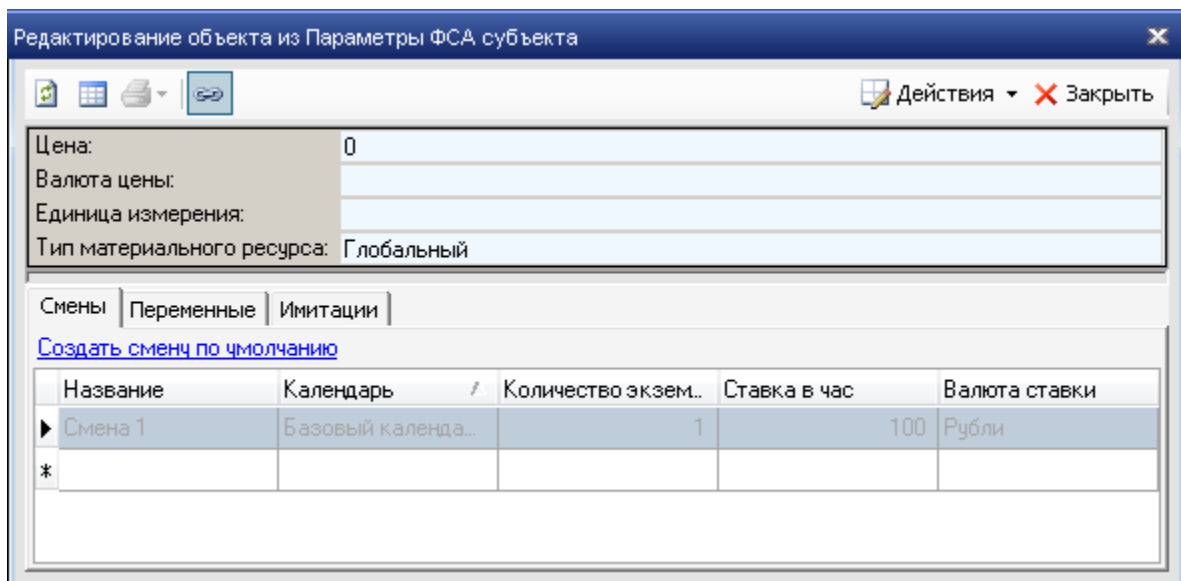 Редактирование объекта из Параметры ФСА субъекта
Действия Закрыть
Цена: 0
Валюта цены:
Единица измерения:
Тип материального ресурса: Глобальный
Смены Переменные Имитации
Создать смену по умолчанию
Название Календарь Количество экзем.. Ставка в час Валюта ставки
Смена 1 Базовый календа... 1 100 Рубли